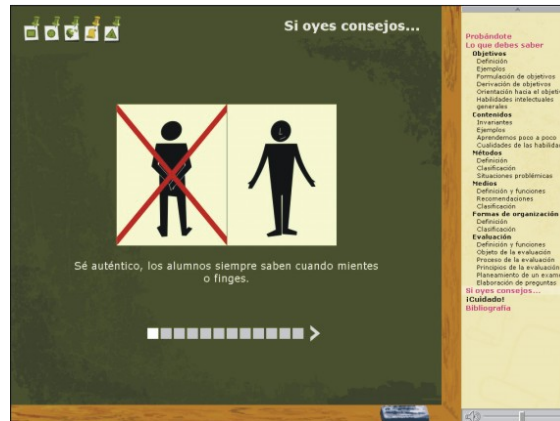 Si oyes consejos...
Sé auténtico, los alumnos siempre saben cuando mientes
o finges.
Probándote
Lo que debes saber
Objetivos
Definición
Ejemplos
Formulación de objetivos
Derivación de objetivos
Orientación hacia el objeti
Habilidades intelectuales
generales
Contenidos
Invariantes
Ejemplos
Aprendemos poco a poco
Cualidades de las habilidad
Métodos
Definición
Clasificación
Situaciones problémicas
Medios
Definición y funciones
Recomendaciones
Clasificación
Formas de organización
Definición
Clasificación
Evaluación
Definición y funciones
Objeto de la evaluación
Proceso de la evaluación
Principios de la evaluación
Planeamiento de un exame
Elaboración de preguntas
Si oyes consejos...
¡Cuidado!
Bibliografía